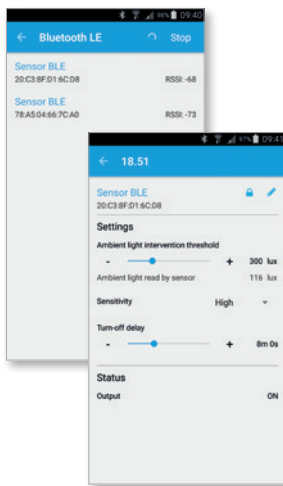 98% 09:40
← Bluetooth LE Stop
Sensor BLE
20:C3:8F:D1:6C:D8 RSSI: -68
Sensor BLE
78:A5:04:66:7C:A0 RSSI: -73
97% 09:41
← 18.51
Sensor BLE
20:C3:8F:D1:6C:D8
Settings
Ambient light intervention threshold
- + 300 lux
Ambient light read by sensor 116 lux
Sensitivity High
Turn-off delay
- + 8m 0s
Status
Output ON